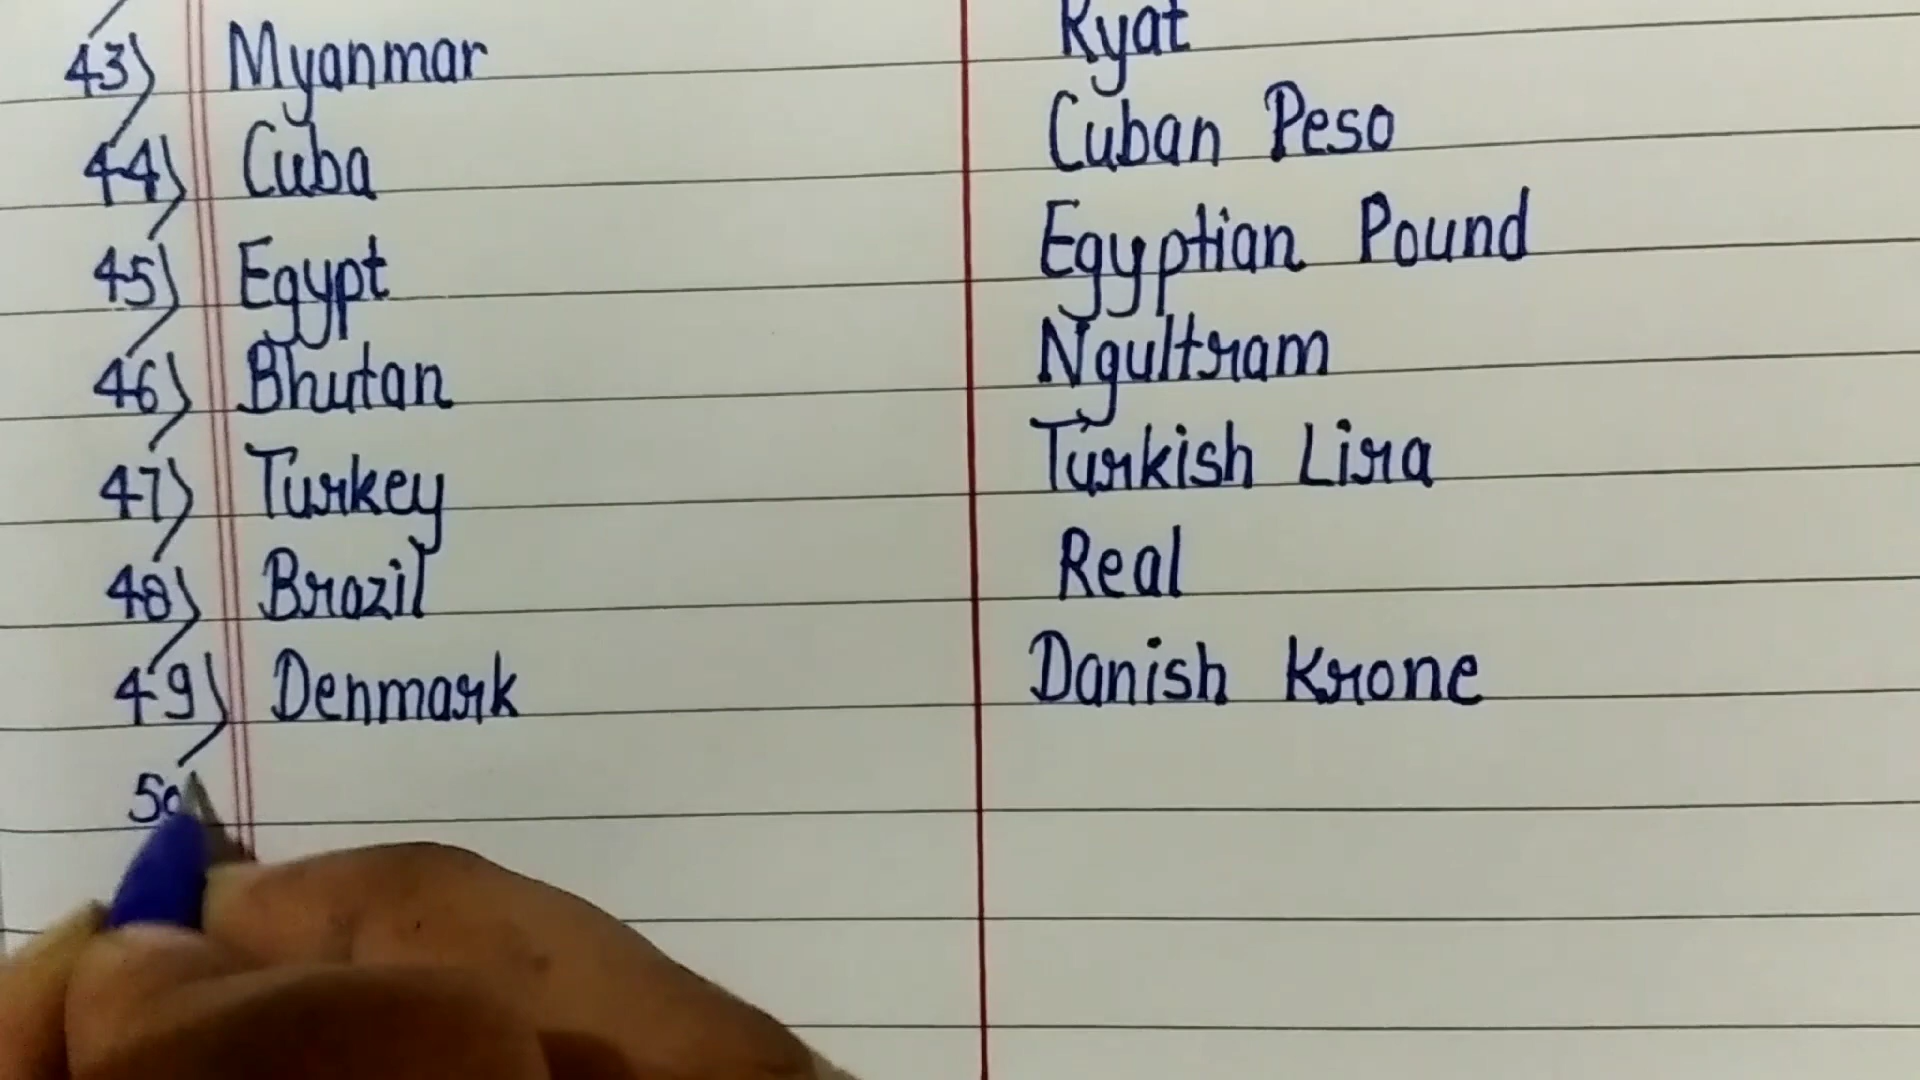 43) Myanmar Kyat
44) Cuba Cuban Peso
45) Egypt Egyptian Pound
46) Bhutan Ngultram
47) Turkey Turkish Lira
48) Brazil Real
49) Denmark Danish Krone
50